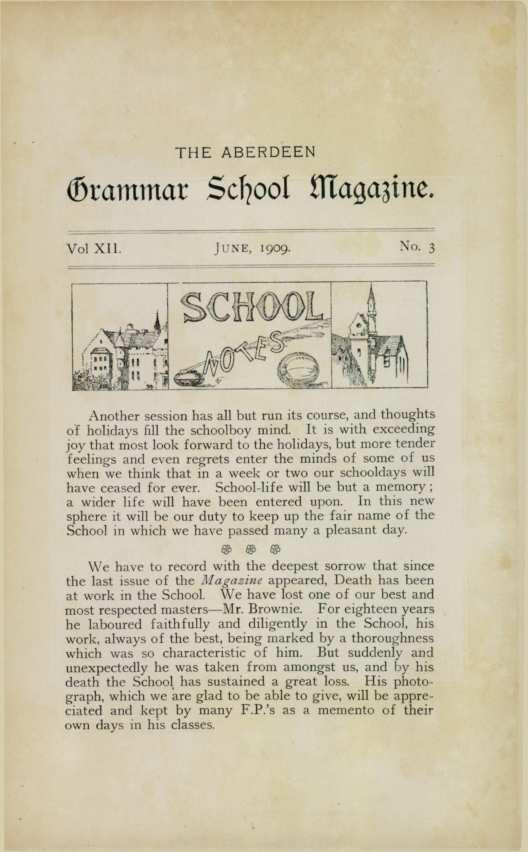 THE ABERDEEN
Grammar School Magazine.
Vol XII. JUNE, 1909. No. 3
SCHOOL
NOTES
Another session has all but run its course, and thoughts
of holidays fill the schoolboy mind. It is with exceeding
joy that most look forward to the holidays, but more tender
feelings and even regrets enter the minds of some of us
when we think that in a week or two our schooldays will
have ceased for ever. School-life will be but a memory;
a wider life will have been entered upon. In this new
sphere it will be our duty to keep up the fair name of the
School in which we have passed many a pleasant day.
We have to record with the deepest sorrow that since
the last issue of the Magazine appeared, Death has been
at work in the School. We have lost one of our best and
most respected masters—Mr. Brownie. For eighteen years
he laboured faithfully and diligently in the School, his
work, always of the best, being marked by a thoroughness
which was so characteristic of him. But suddenly and
unexpectedly he was taken from amongst us, and by his
death the School has sustained a great loss. His photo-
graph, which we are glad to be able to give, will be appre-
ciated and kept by many F.P.'s as a memento of their
own days in his classes.